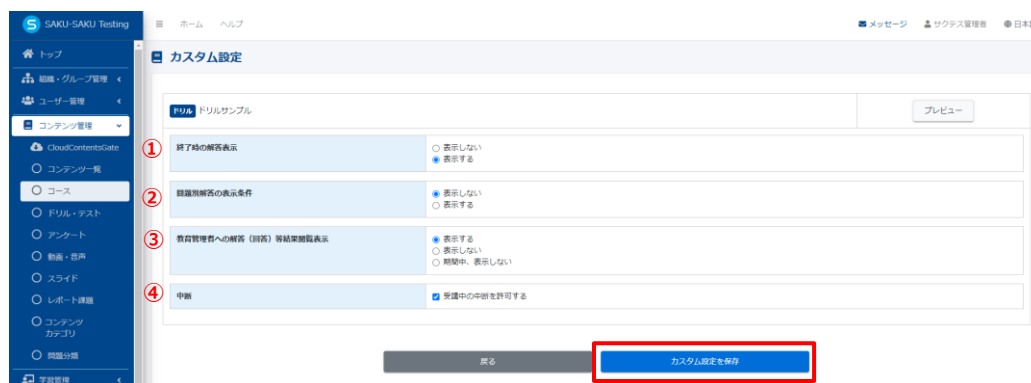 SAKU-SAKU Testing
ホーム ヘルプ
メッセージ サクテス管理者 日本
トップ
組織・グループ管理
ユーザー管理
コンテンツ管理
CloudContentsGate
コンテンツ一覧
コース
ドリル・テスト
アンケート
動画・音声
スライド
レポート課題
コンテンツ
カテゴリ
問題分類
学習管理
カスタム設定
ドリル ドリルサンプル
プレビュー
① 終了時の解答表示
表示しない
表示する
② 問題別解答の表示条件
表示しない
表示する
③ 教育管理者への解答（回答）等結果閲覧表示
表示する
表示しない
期間中、表示しない
④ 中断
受講中の中断を許可する
戻る
カスタム設定を保存